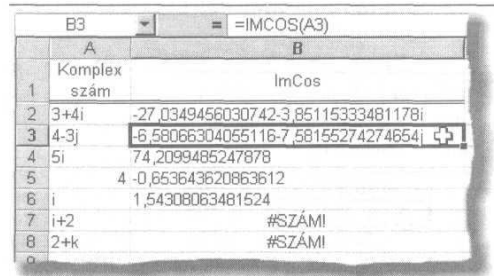 B3 = =IMCOS(A3)
A B
1 Komplex szám ImCos
2 3+4i -27,0349456030742-3,85115333481178i
3 4-3j -6,58066304055116-7,58155274274654j
4 5i 74,2099485247878
5 4 -0,653643620863612
6 i 1,54308063481524
7 i+2 #SZÁM!
8 2+k #SZÁM!
9